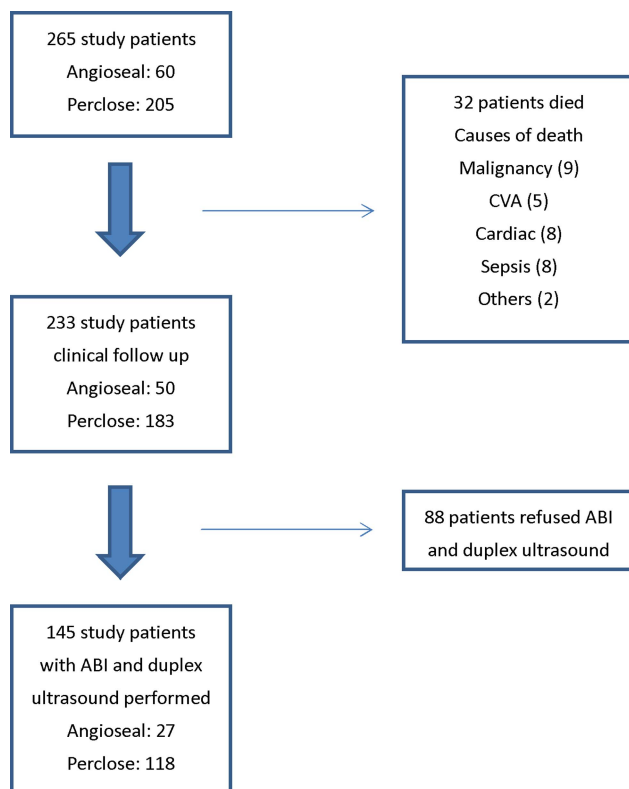 265 study patients
Angioseal: 60
Perclose: 205
32 patients died
Causes of death
Malignancy (9)
CVA (5)
Cardiac (8)
Sepsis (8)
Others (2)
233 study patients
clinical follow up
Angioseal: 50
Perclose: 183
88 patients refused ABI
and duplex ultrasound
145 study patients
with ABI and duplex
ultrasound performed
Angioseal: 27
Perclose: 118